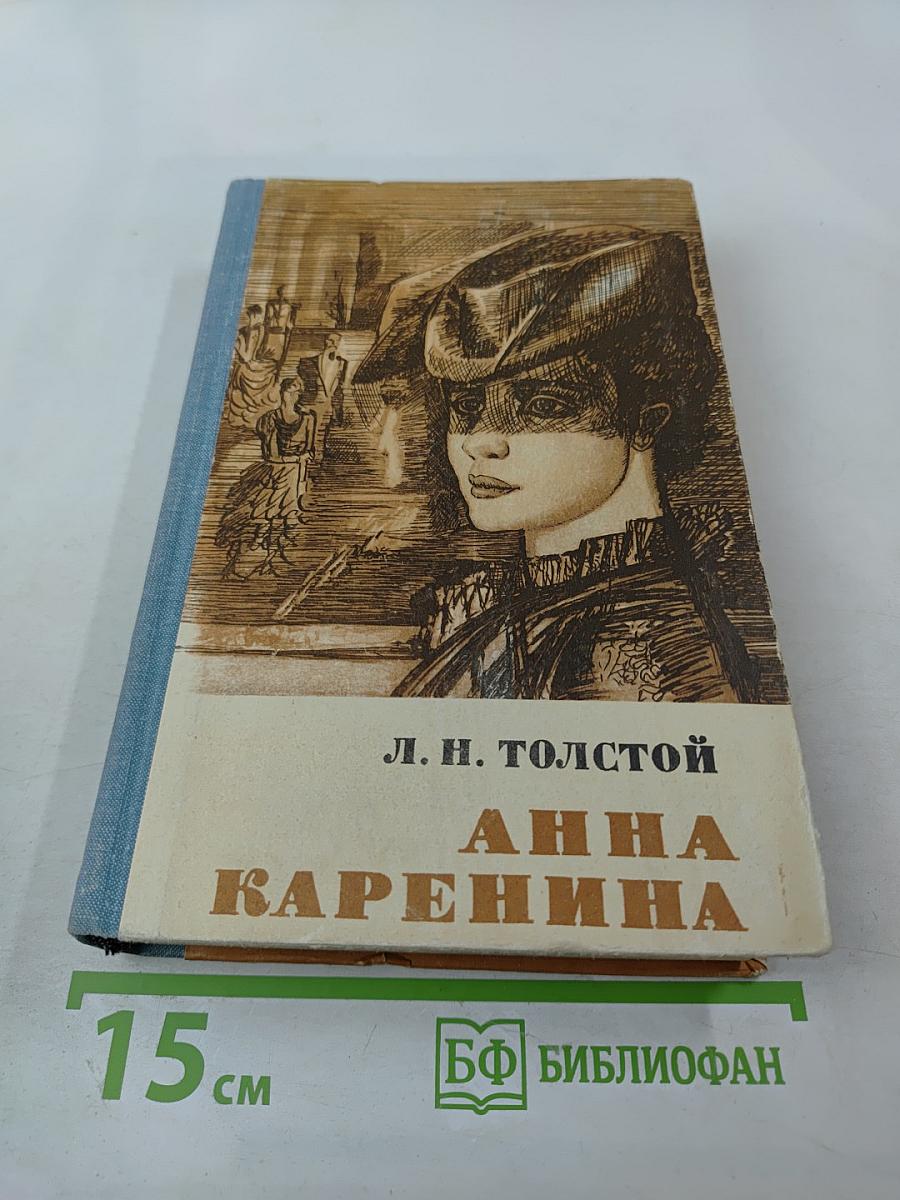 Л. Н. ТОЛСТОЙ
АННА
КАРЕНИНА
15 см
БФ БИБЛИОФАН